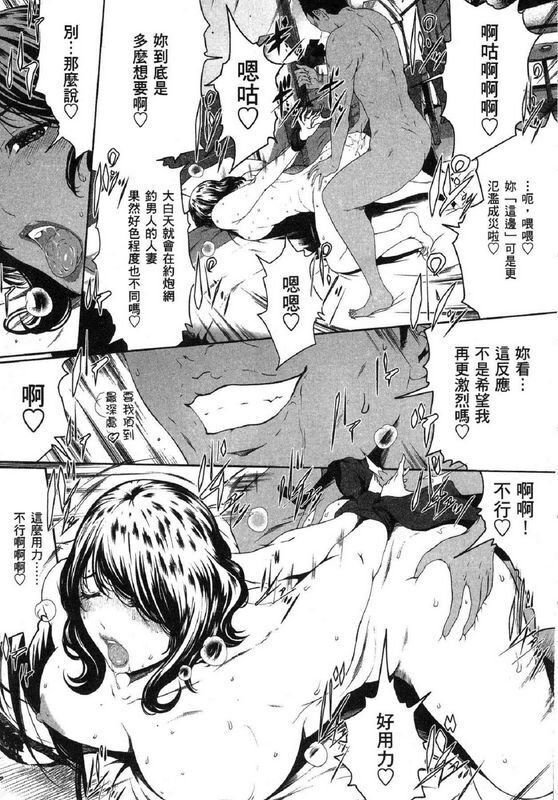 啊咕啊啊啊♡
…呃，喂喂♡
妳「這邊」可是更
氾濫成災啦♡
嗯咕♡
嗯嗯♡
妳到底是
多麼想要啊♡
大白天就會在約炮網
釣男人的人妻
果然好色程度也不同嗎♡
別…那麼說♡
妳看…
這反應
不是希望我
再更激烈嗎♡
要我頂到
最深處♡
啊♡
啊啊！
不行♡
這麼用力……
不行啊啊♡
好用力♡